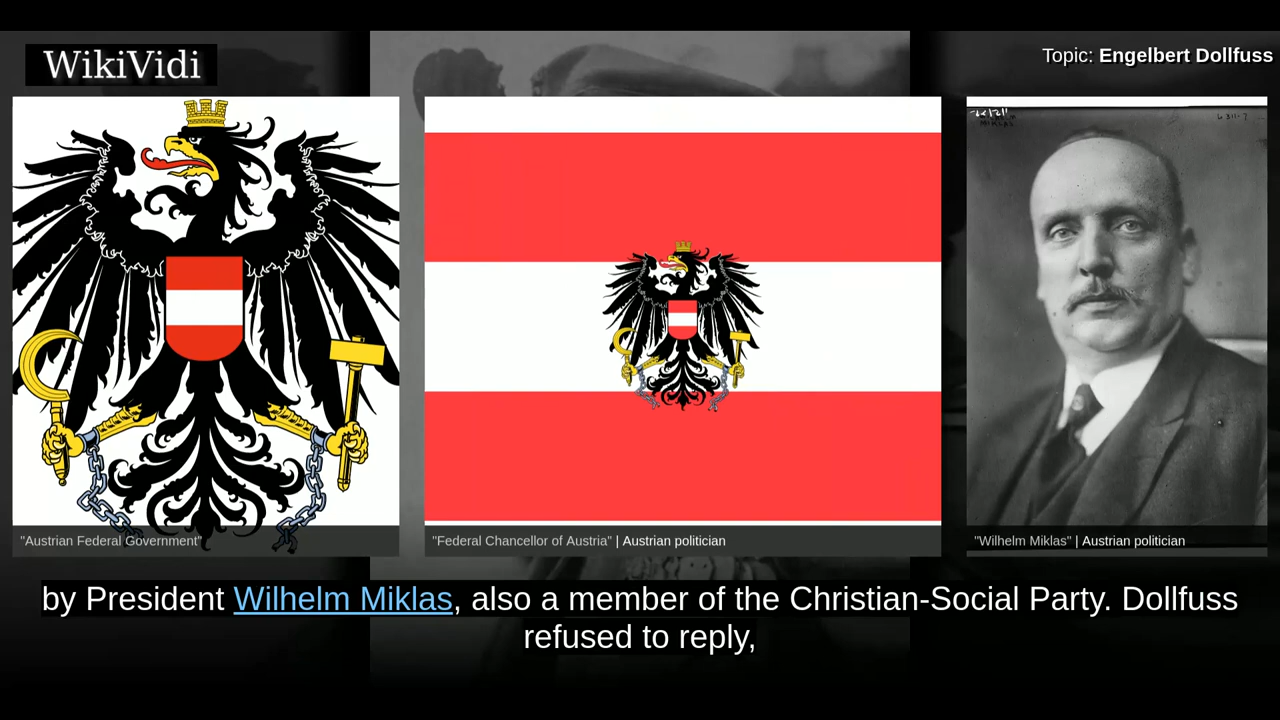 WikiVidi
Topic: Engelbert Dollfuss
"Austrian Federal Government"
"Federal Chancellor of Austria" | Austrian politician
"Wilhelm Miklas" | Austrian politician
by President Wilhelm Miklas, also a member of the Christian-Social Party. Dollfuss
refused to reply,